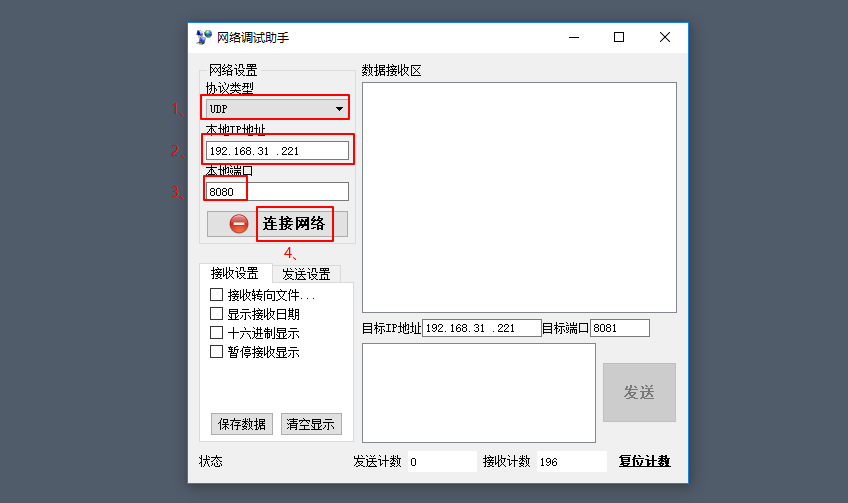 网络调试助手
网络设置
协议类型
1、
UDP
本地IP地址
2、
192.168.31 .221
本地端口
3、
8080
连接网络
4、
接收设置
发送设置
接收转向文件...
显示接收日期
十六进制显示
暂停接收显示
保存数据
清空显示
数据接收区
目标IP地址 192.168.31 .221 目标端口 8081
发送
状态
发送计数 0
接收计数 196
复位计数